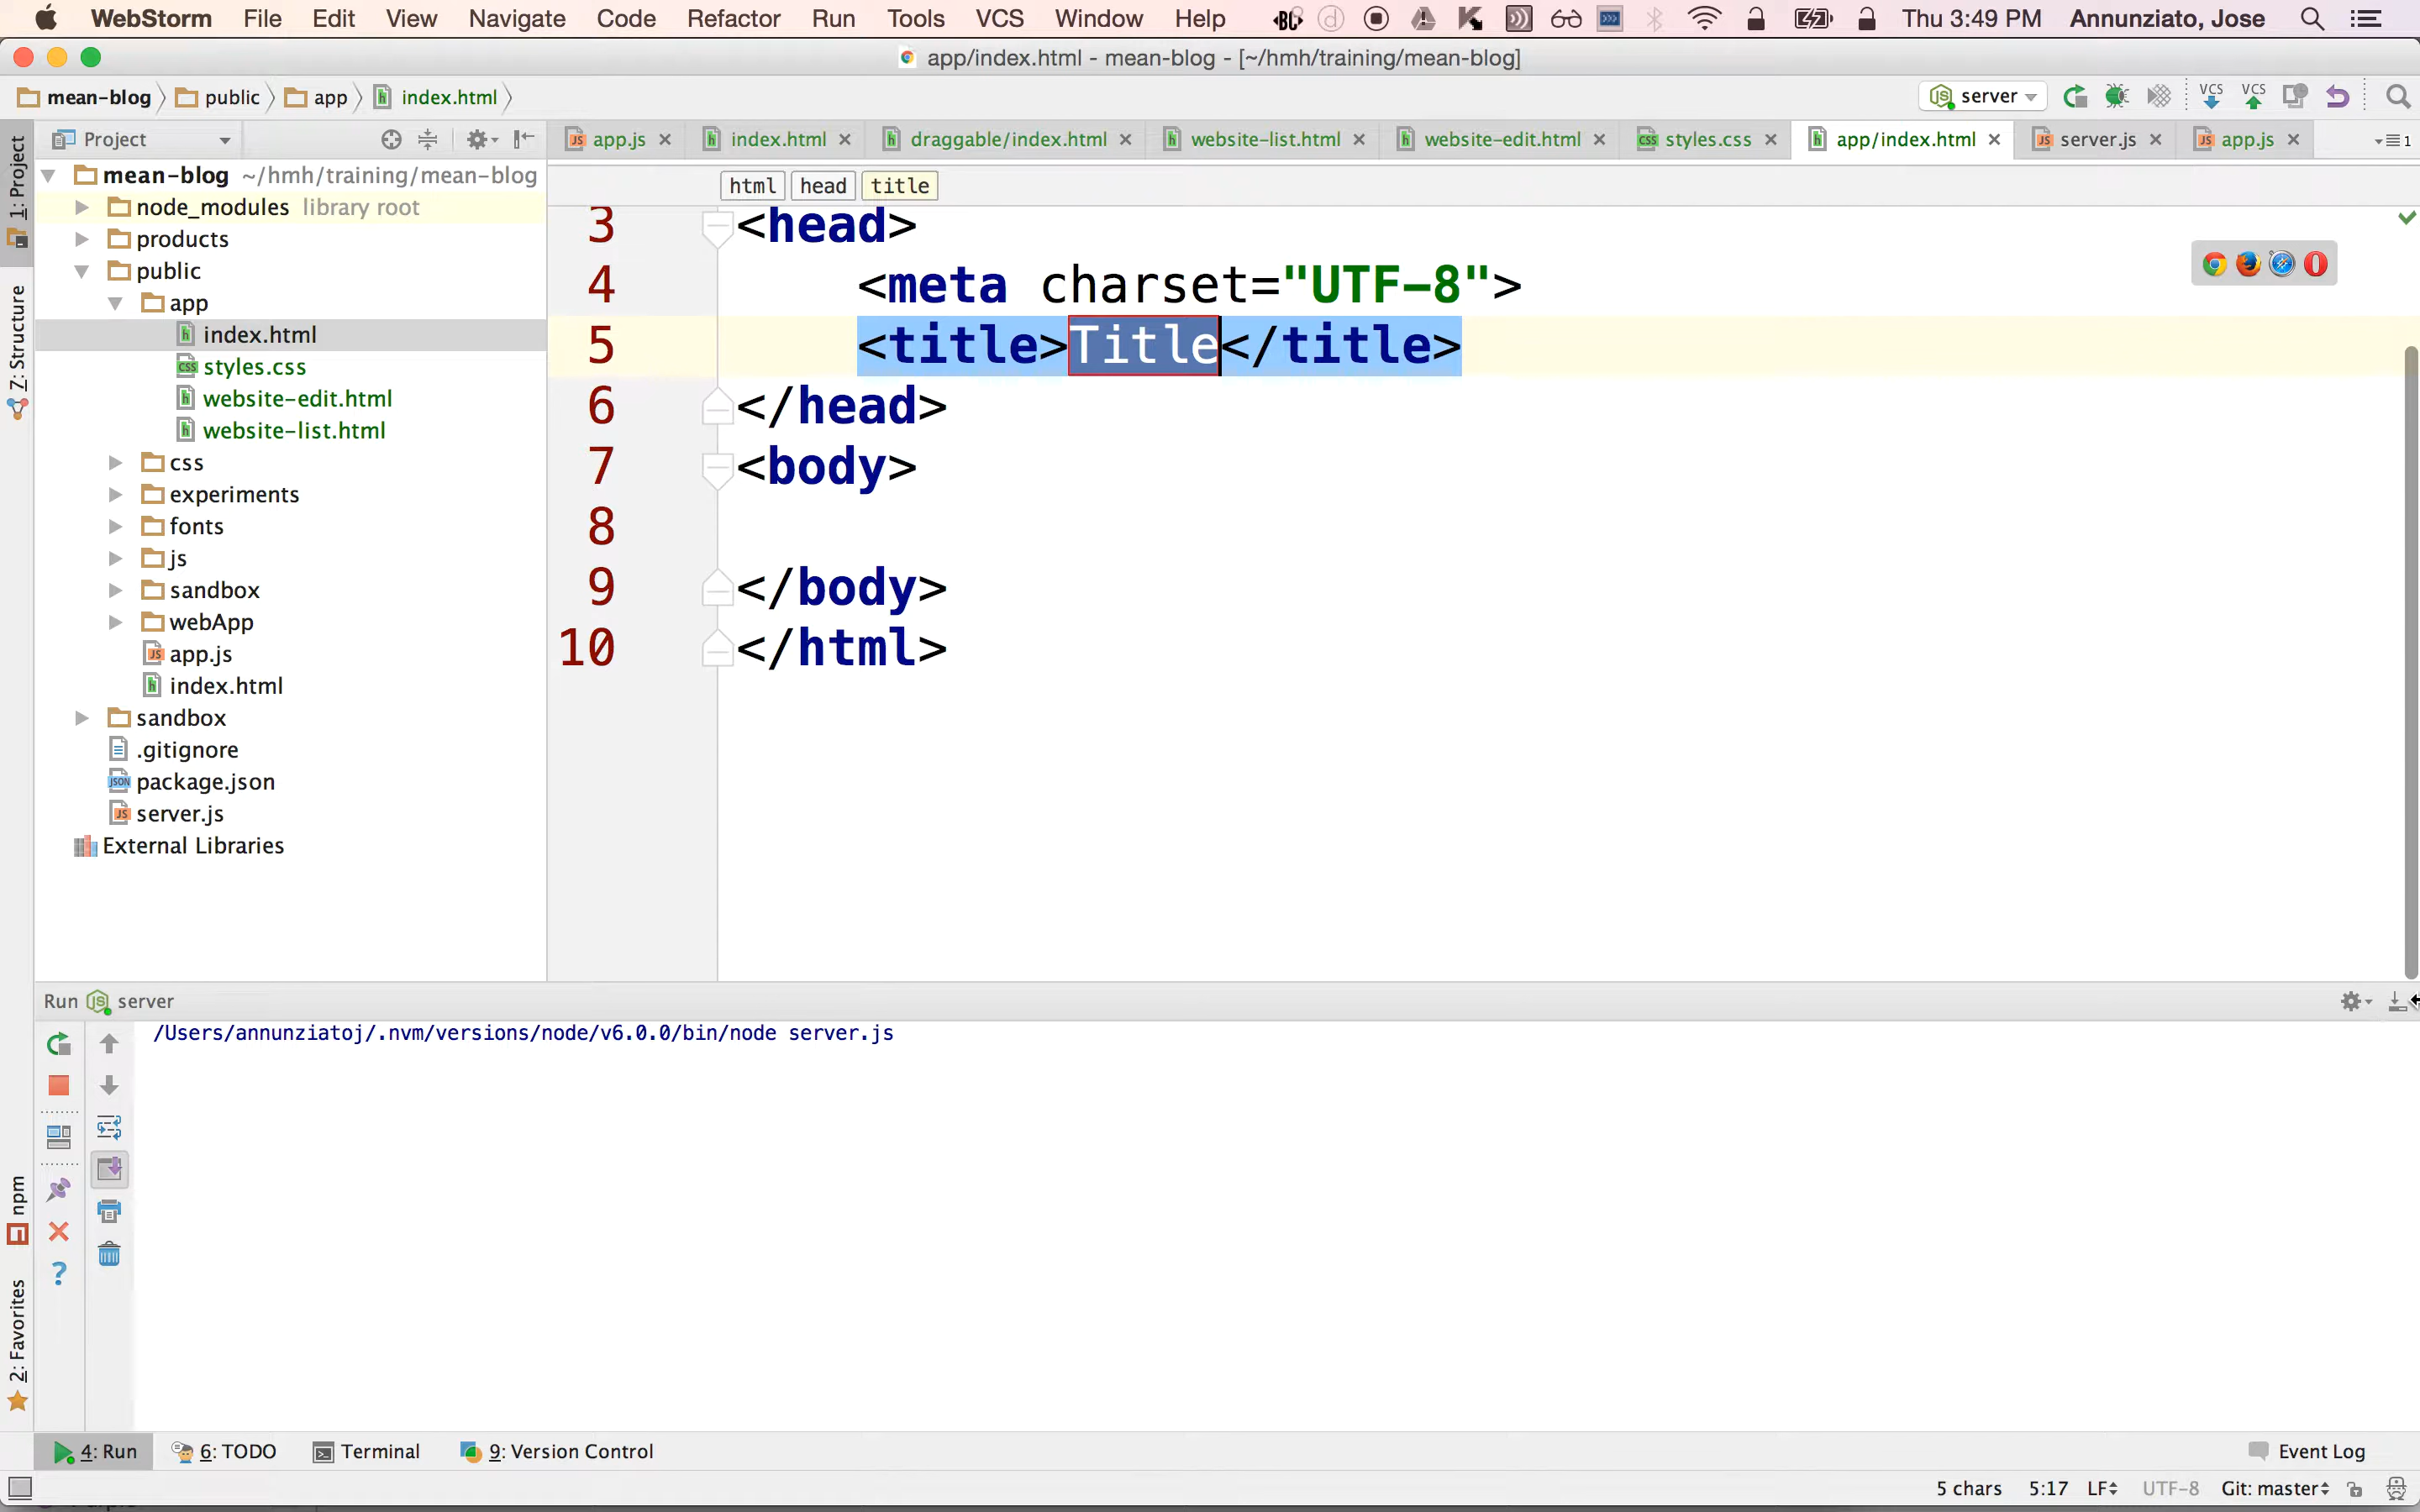 WebStorm File Edit View Navigate Code Refactor Run Tools VCS Window Help Thu 3:49 PM Annunziato, Jose
app/index.html - mean-blog - [~/hmh/training/mean-blog]
mean-blog public app index.html server VCS VCS
1: Project
7: Structure
npm
2: Favorites
Project
app.js index.html draggable/index.html website-list.html website-edit.html styles.css app/index.html server.js app.js 1
mean-blog ~/hmh/training/mean-blog
node_modules library root
products
public
app
index.html
styles.css
website-edit.html
website-list.html
css
experiments
fonts
js
sandbox
webApp
app.js
index.html
sandbox
.gitignore
package.json
server.js
External Libraries
html head title
3 <head>
4 <meta charset="UTF-8">
5 <title>Title</title>
6 </head>
7 <body>
8
9 </body>
10 </html>
Run server
/Users/annunziatoj/.nvm/versions/node/v6.0.0/bin/node server.js
4: Run 6: TODO Terminal 9: Version Control Event Log
5 chars 5:17 LF UTF-8 Git: master